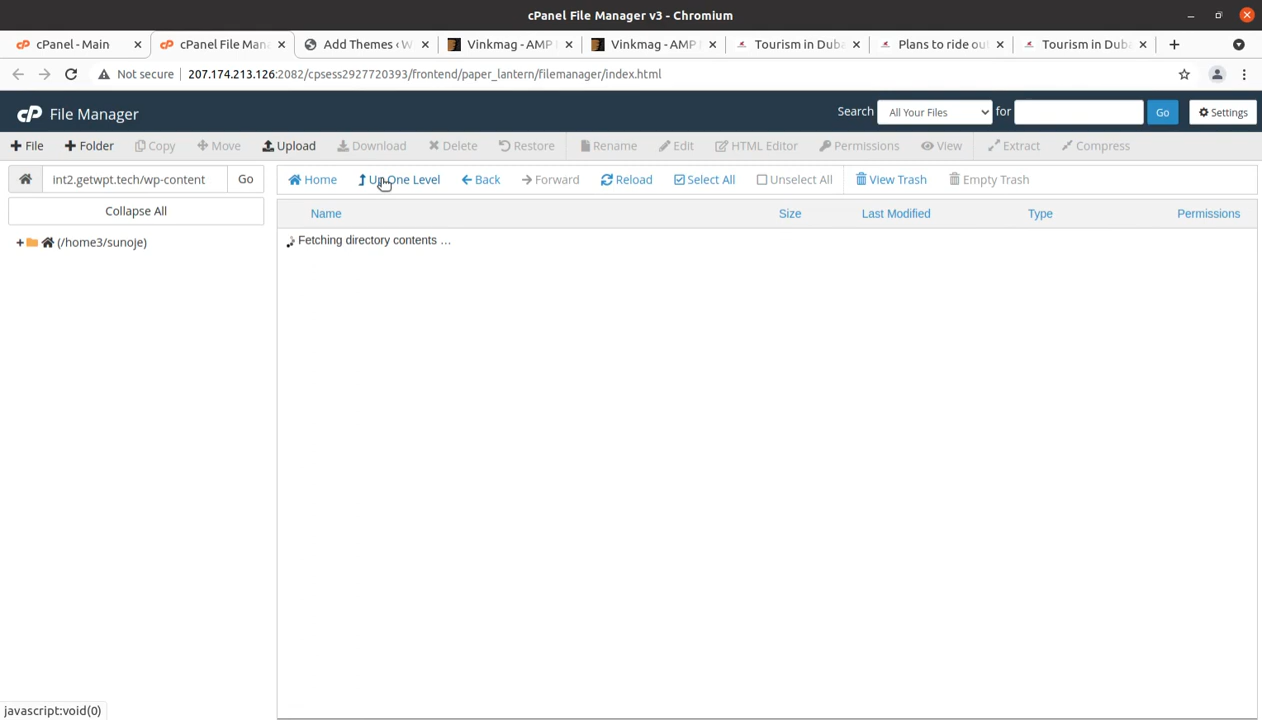 cPanel File Manager v3 - Chromium
cPanel - Main
cPanel File Mana
Add Themes ‹ W
Vinkmag - AMP
Vinkmag - AMP
Tourism in Duba
Plans to ride ou
Tourism in Duba
Not secure
207.174.213.126:2082/cpsess2927720393/frontend/paper_lantern/filemanager/index.html
cP File Manager
Search All Your Files for Go Settings
File Folder Copy Move Upload Download Delete Restore Rename Edit HTML Editor Permissions View Extract Compress
int2.getwpt.tech/wp-content Go
Home Up One Level Back Forward Reload Select All Unselect All View Trash Empty Trash
Collapse All
Name Size Last Modified Type Permissions
+ (/home3/sunoje)
Fetching directory contents ...
javascript:void(0)